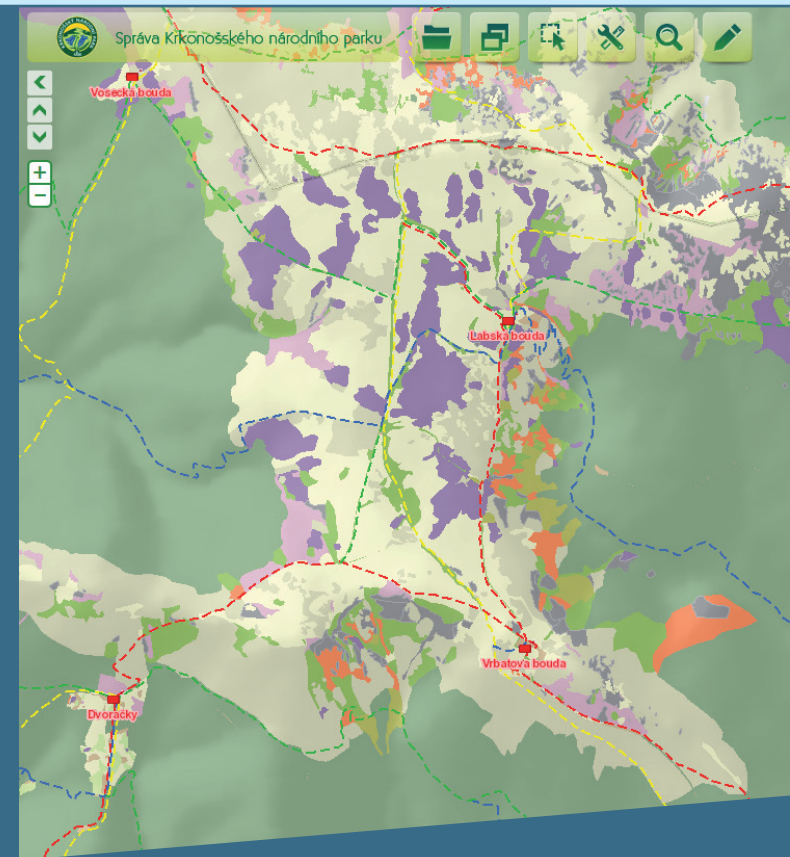 Správa Krkonošského národního parku
Vosecká bouda
Labská bouda
Vrbatova bouda
Dvoračky